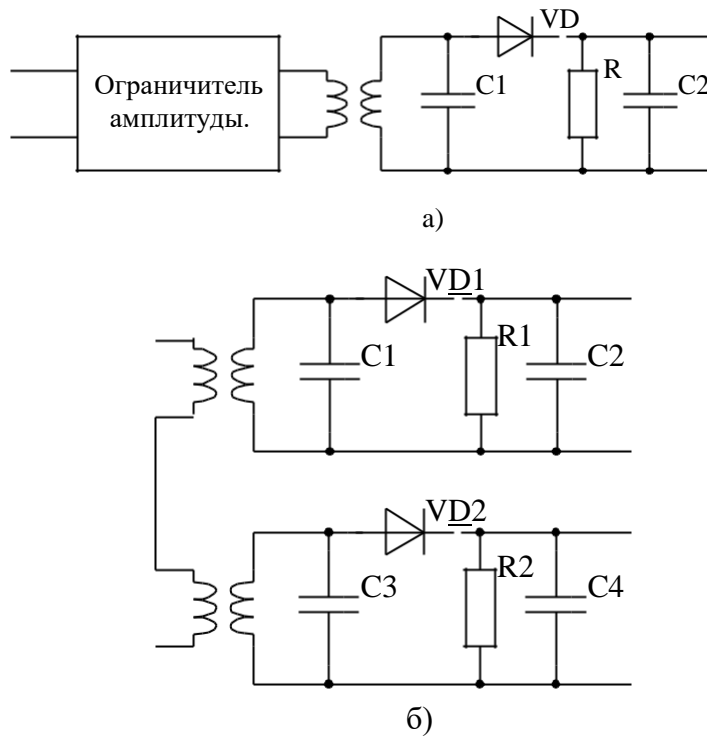 VD
Ограничитель
амплитуды.
C1
R
C2
а)
VD1
C1
R1
C2
VD2
C3
R2
C4
б)